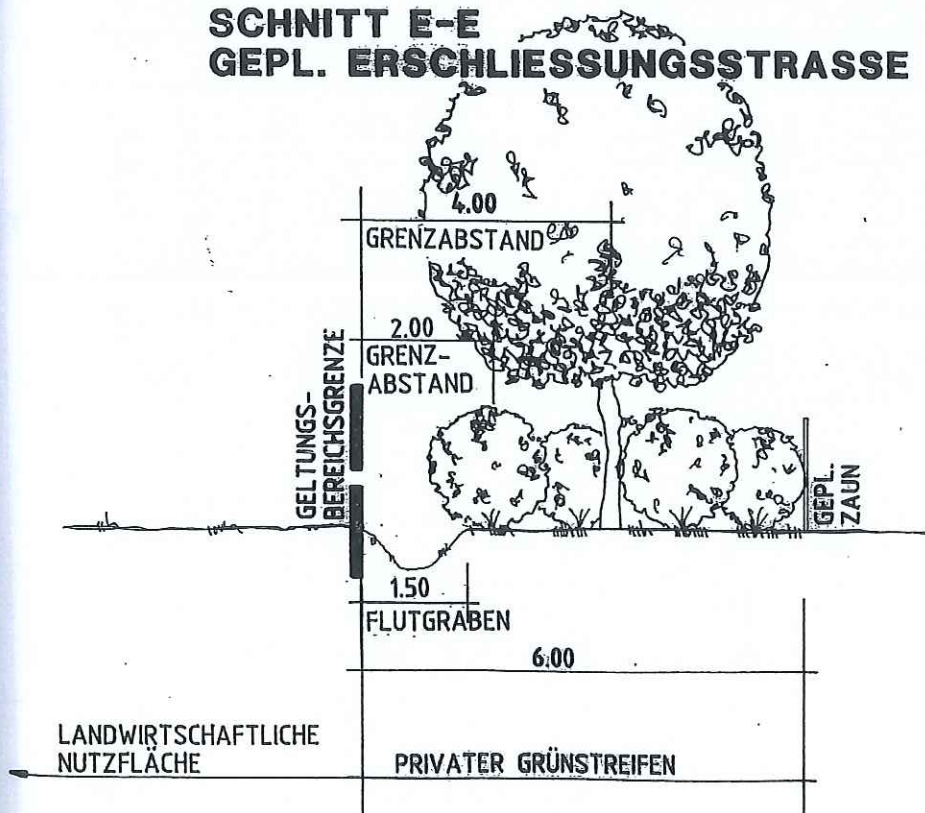 SCHNITT E-E
GEPL. ERSCHLIESSUNGSSTRASSE
4.00
GRENZABSTAND
2.00
GRENZ-
ABSTAND
GELTUNGS-
BEREICHSGRENZE
GEPL.
ZAUN
1.50
FLUTGRABEN
6.00
LANDWIRTSCHAFTLICHE
NUTZFLÄCHE
PRIVATER GRÜNSTREIFEN